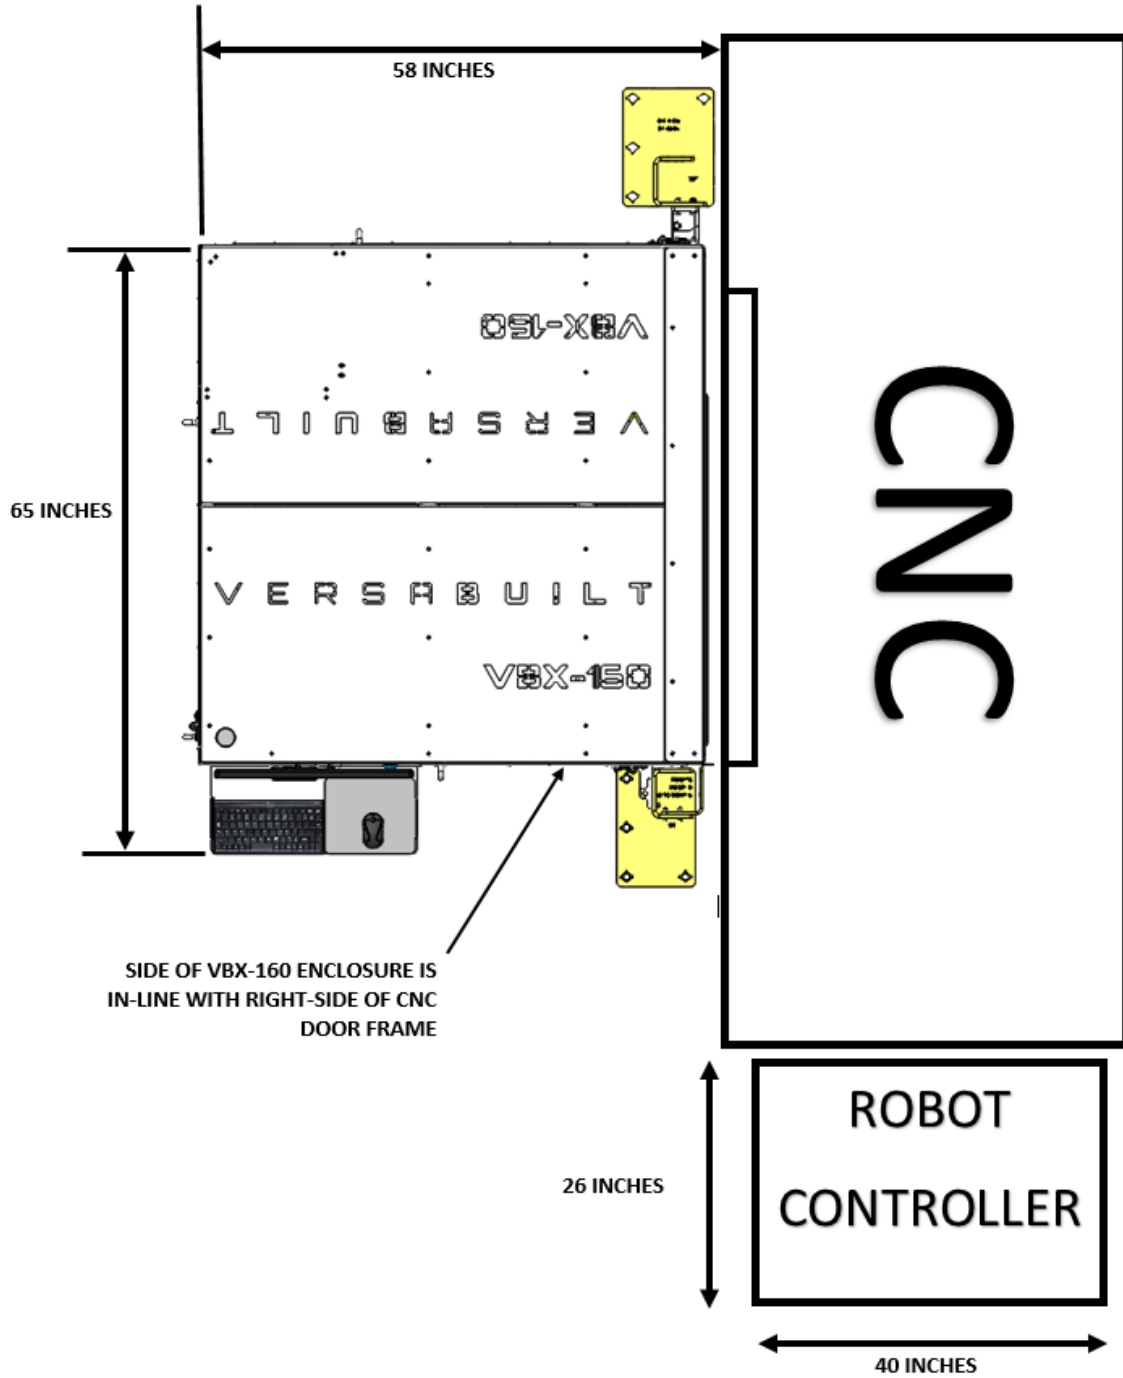 58 INCHES
VBX-160
VERSABUILT
65 INCHES
CNC
VERSABUILT
VBX-160
SIDE OF VBX-160 ENCLOSURE IS
IN-LINE WITH RIGHT-SIDE OF CNC
DOOR FRAME
ROBOT
CONTROLLER
26 INCHES
40 INCHES